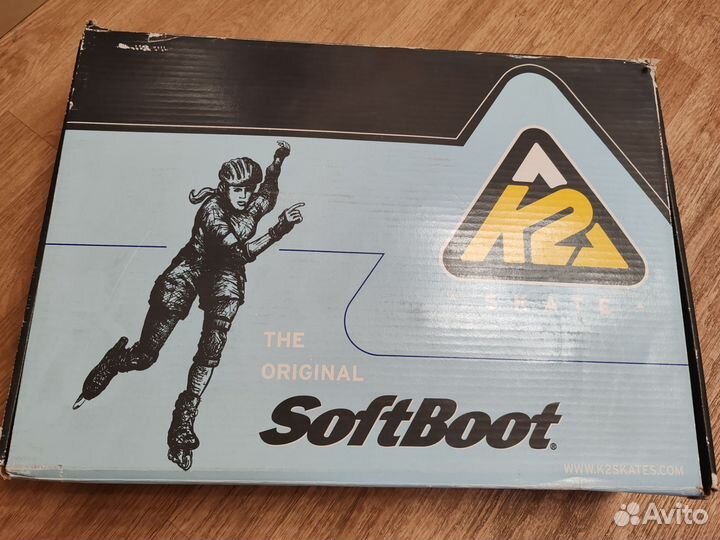 K2
SKATE
THE
ORIGINAL
SoftBoot®
WWW.K2SKATES.COM
Avito